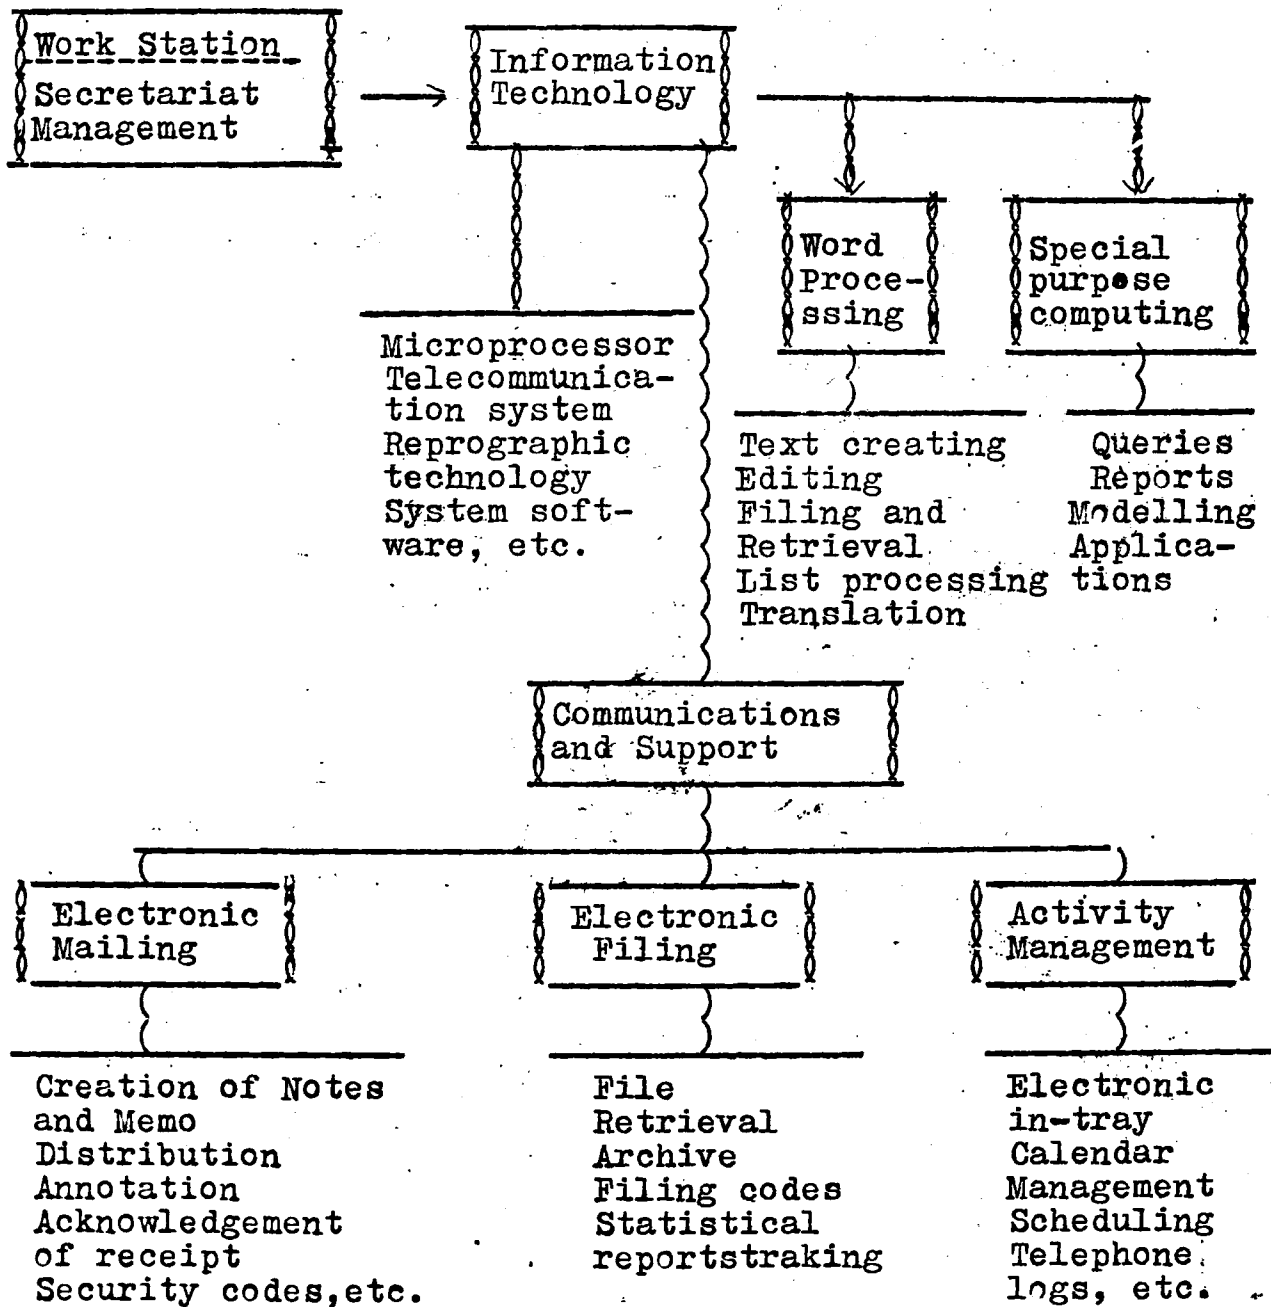 Work Station
Secretariat
Management
Information
Technology
Word
Proce-
ssing
Special
purpose
computing
Microprocessor
Telecommunica-
tion system
Reprographic
technology
System soft-
ware, etc.
Text creating
Editing
Filing and
Retrieval
List processing
Translation
Queries
Reports
Modelling
Applica-
tions
Communications
and Support
Electronic
Mailing
Electronic
Filing
Activity
Management
Creation of Notes
and Memo
Distribution
Annotation
Acknowledgement
of receipt
Security codes,etc.
File
Retrieval
Archive
Filing codes
Statistical
reportstraking
Electronic
in-tray
Calendar
Management
Scheduling
Telephone
logs, etc.